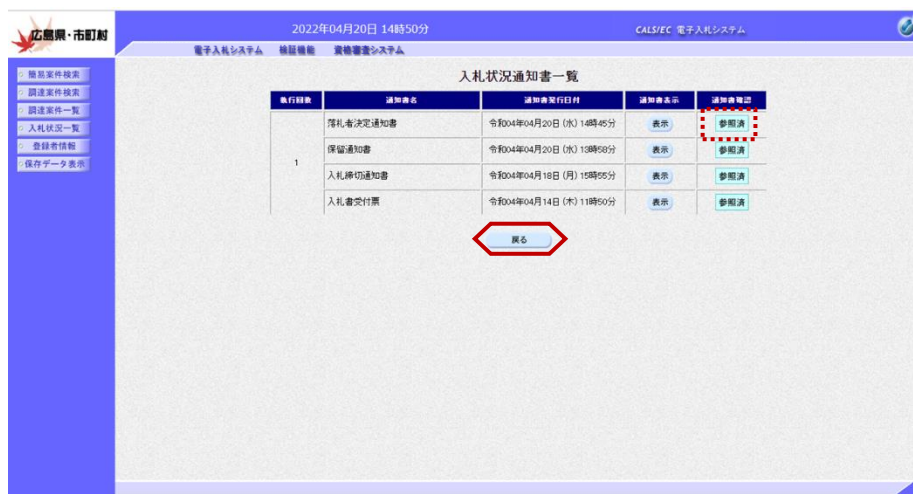 広島県・市町村
2022年04月20日 14時50分
CALS/EC 電子入札システム
電子入札システム 検証機能 資格審査システム
簡易案件検索
調達案件検索
調達案件一覧
入札状況一覧
登録者情報
保存データ表示
入札状況通知書一覧
執行回数 通知書名 通知書発行日付 通知書表示 通知書確認
1
落札者決定通知書 令和04年04月20日 (水) 14時45分 表示 参照済
保留通知書 令和04年04月20日 (水) 13時58分 表示 参照済
入札締切通知書 令和04年04月18日 (月) 15時55分 表示 参照済
入札書受付票 令和04年04月14日 (木) 11時50分 表示 参照済
戻る